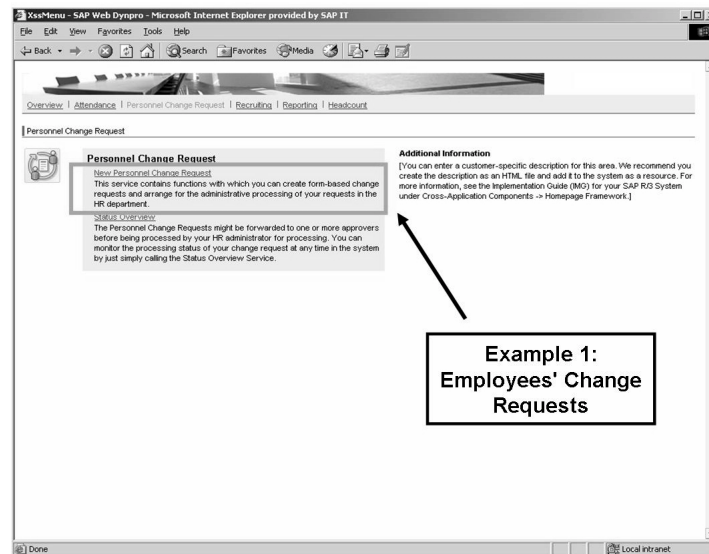 XssMenu - SAP Web Dynpro - Microsoft Internet Explorer provided by SAP IT
File Edit View Favorites Tools Help
Back Search Favorites Media
Overview | Attendance | Personnel Change Request | Recruiting | Reporting | Headcount
Personnel Change Request
Personnel Change Request
New Personnel Change Request
This service contains functions with which you can create form-based change
requests and arrange for the administrative processing of your requests in the
HR department.
Status Overview
The Personnel Change Requests might be forwarded to one or more approvers
before being processed by your HR administrator for processing. You can
monitor the processing status of your change request at any time in the system
by just simply calling the Status Overview Service.
Additional Information
[You can enter a customer-specific description for this area. We recommend you
create the description as an HTML file and add it to the system as a resource. For
more information, see the Implementation Guide (IMG) for your SAP R/3 System
under Cross-Application Components -> Homepage Framework.]
Example 1:
Employees' Change
Requests
Done
Local intranet